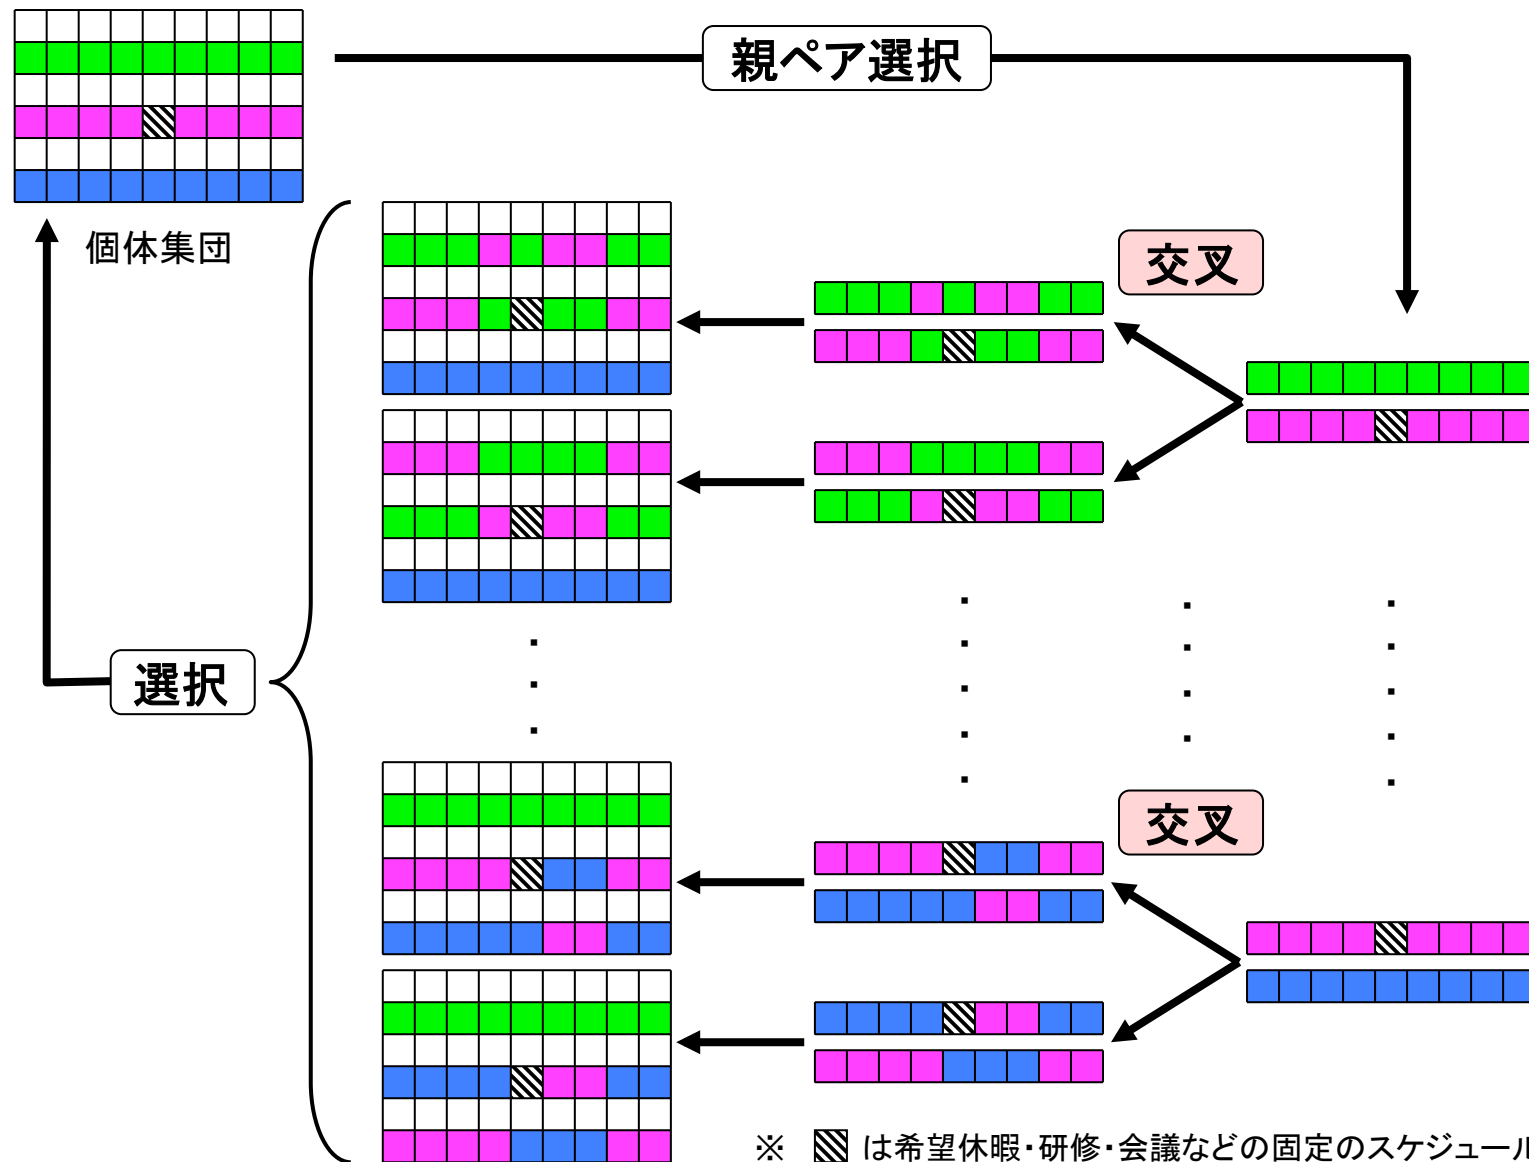 親ペア選択
個体集団
交叉
選択
交叉
※ は希望休暇・研修・会議などの固定のスケジュール